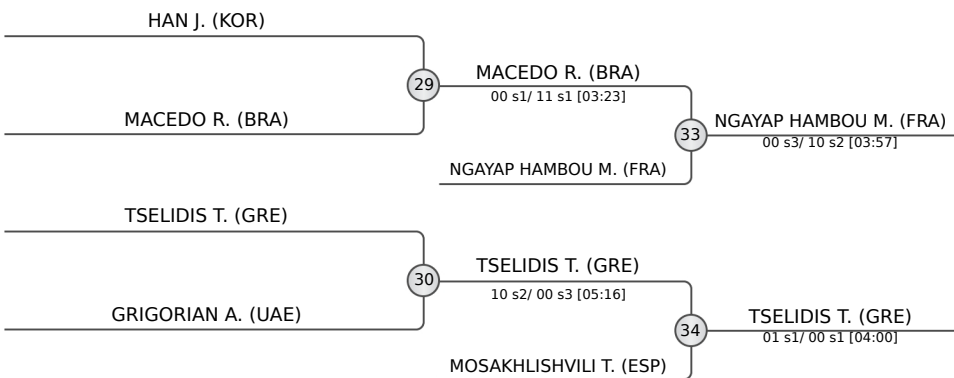 HAN J. (KOR)
29
MACEDO R. (BRA)
00 s1/ 11 s1 [03:23]
MACEDO R. (BRA)
33
NGAYAP HAMBOU M. (FRA)
00 s3/ 10 s2 [03:57]
NGAYAP HAMBOU M. (FRA)
TSELIDIS T. (GRE)
30
TSELIDIS T. (GRE)
10 s2/ 00 s3 [05:16]
GRIGORIAN A. (UAE)
34
TSELIDIS T. (GRE)
01 s1/ 00 s1 [04:00]
MOSAKHLISHVILI T. (ESP)